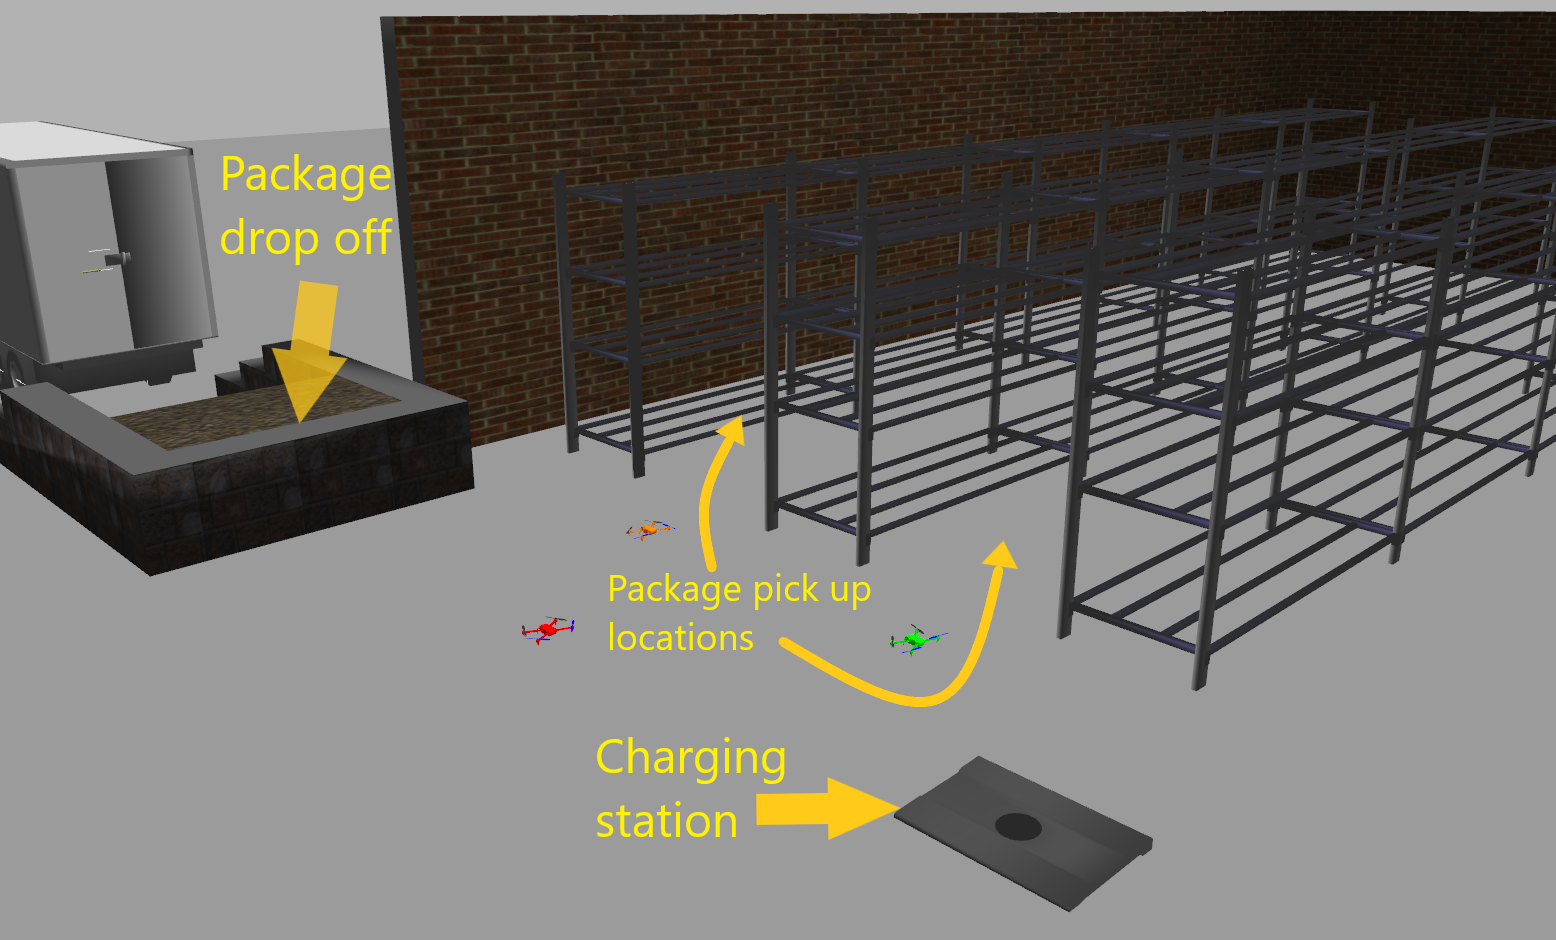 Package
drop off
Package pick up
locations
Charging
station